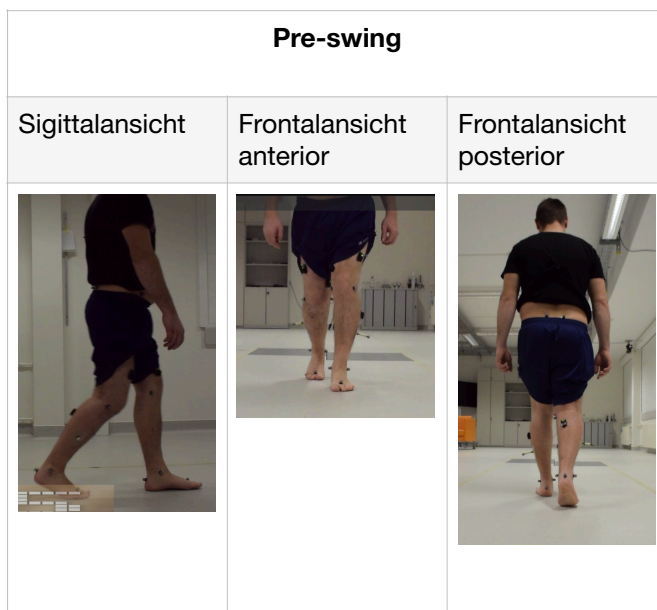 Pre-swing
Sigittalansicht
Frontalansicht
anterior
Frontalansicht
posterior